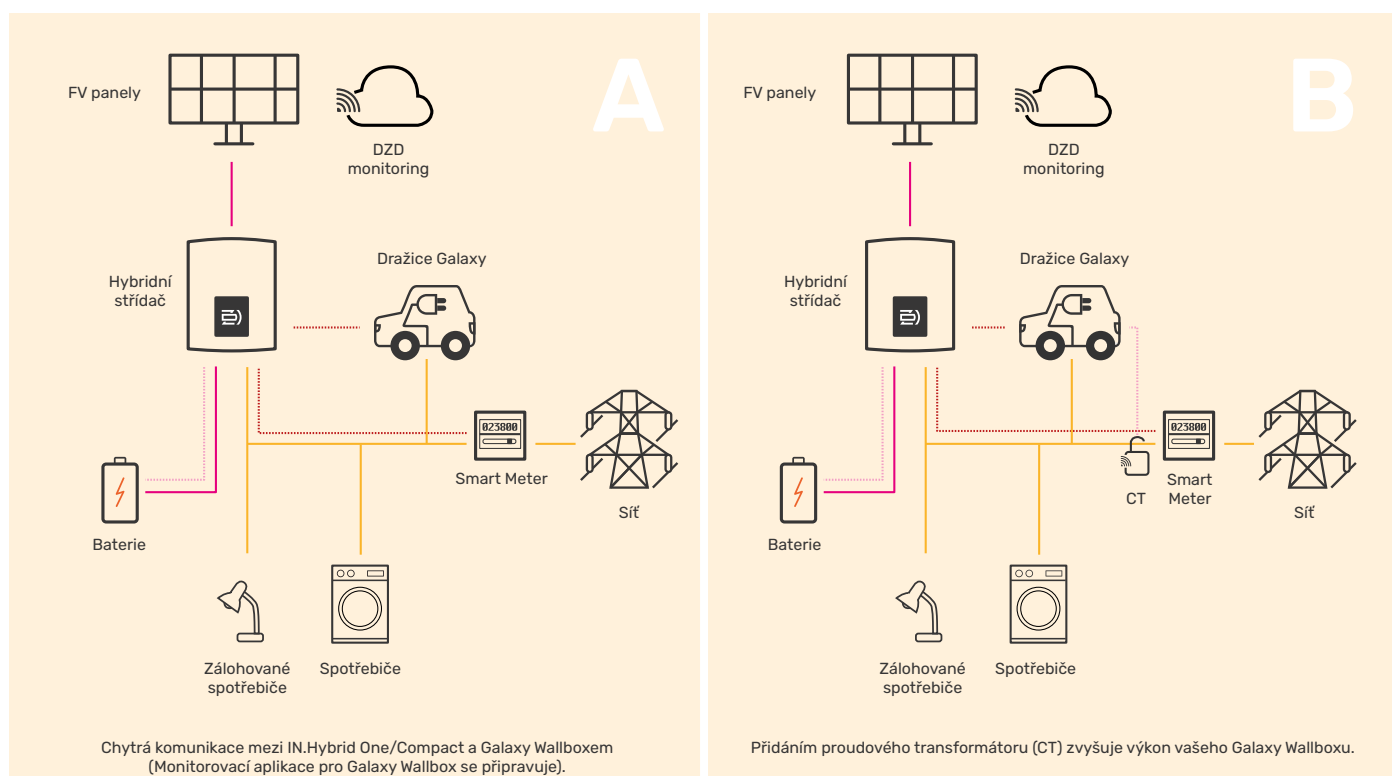 A
FV panely
DZD
monitoring
Hybridní
střídač
Dražice Galaxy
023800
Smart Meter
Síť
Baterie
Zálohované
spotřebiče
Spotřebiče
Chytrá komunikace mezi IN.Hybrid One/Compact a Galaxy Wallboxem
(Monitorovací aplikace pro Galaxy Wallbox se připravuje).
B
FV panely
DZD
monitoring
Hybridní
střídač
Dražice Galaxy
023800
CT
Smart
Meter
Síť
Baterie
Zálohované
spotřebiče
Spotřebiče
Přidáním proudového transformátoru (CT) zvyšuje výkon vašeho Galaxy Wallboxu.